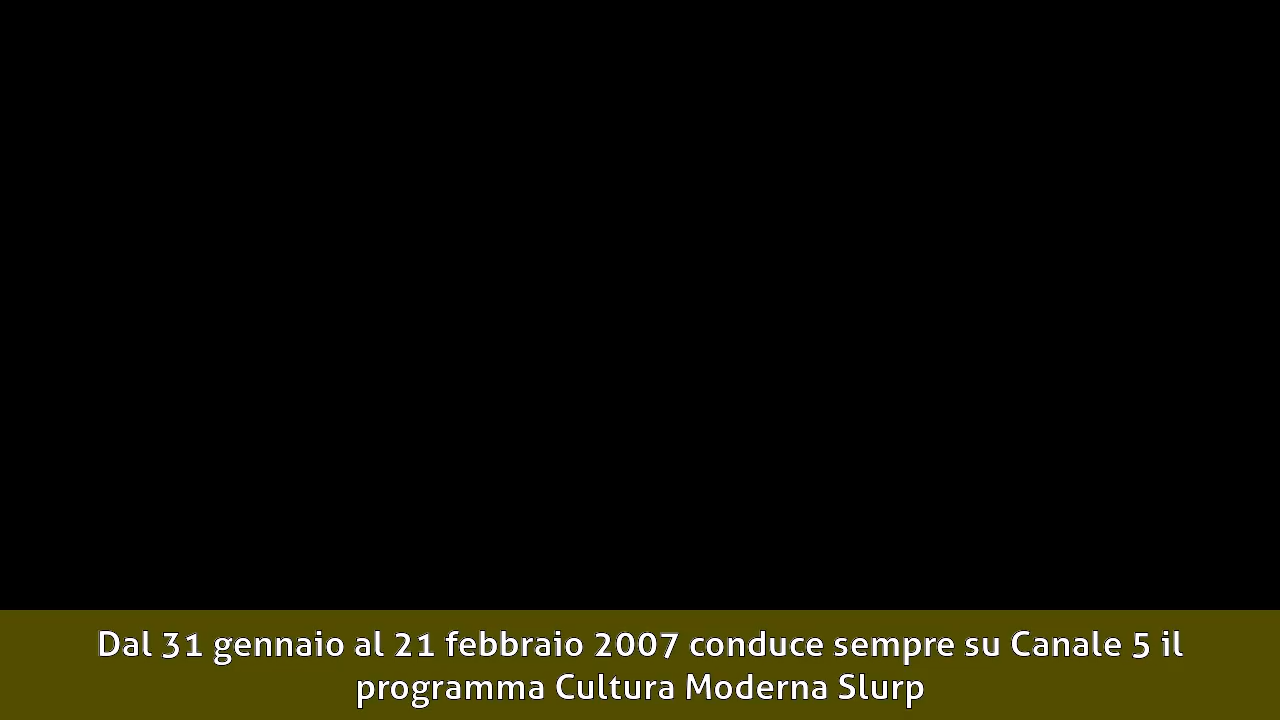 Dal 31 gennaio al 21 febbraio 2007 conduce sempre su Canale 5 il
programma Cultura Moderna Slurp